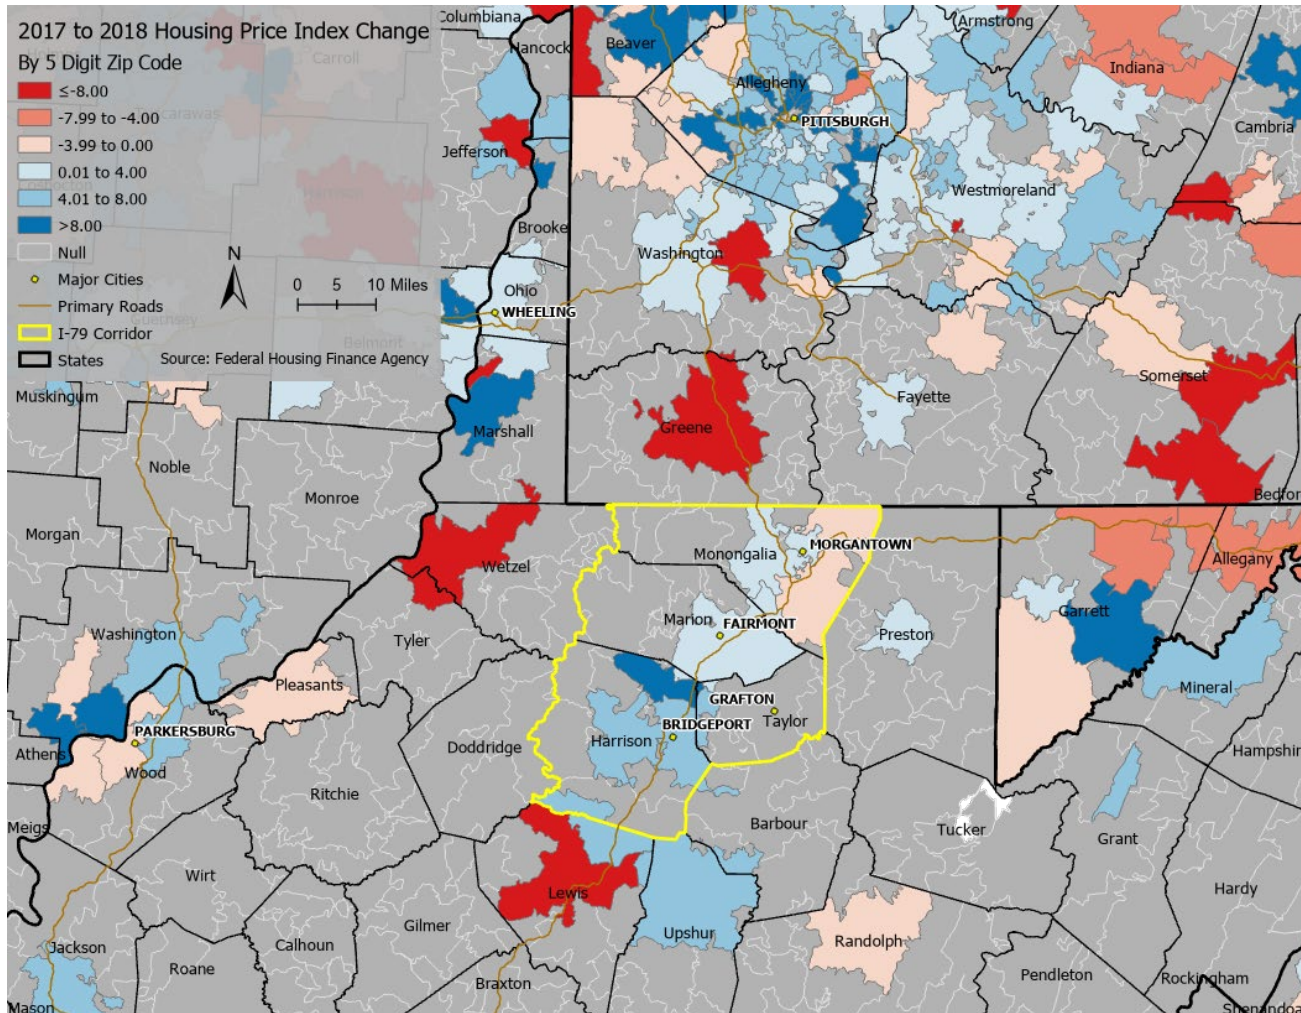 2017 to 2018 Housing Price Index Change
By 5 Digit Zip Code
≤-8.00
-7.99 to -4.00
-3.99 to 0.00
0.01 to 4.00
4.01 to 8.00
>8.00
Null
Major Cities
Primary Roads
I-79 Corridor
States
N
0 5 10 Miles
Source: Federal Housing Finance Agency
Columbiana
Hancock
Beaver
Armstrong
Carroll
Indiana
Allegheny
PITTSBURGH
Cambria
Jefferson
Westmoreland
Brooke
Washington
Ohio
WHEELING
Guernsey
Belmont
Muskingum
Somerset
Fayette
Greene
Marshall
Noble
Monroe
Morgan
Wetzel
Monongalia
MORGANTOWN
Allegany
Garrett
Marion
FAIRMONT
Preston
Washington
Tyler
Pleasants
Mineral
GRAFTON
Taylor
BRIDGEPORT
Harrison
PARKERSBURG
Athens
Wood
Doddridge
Ritchie
Meigs
Barbour
Tucker
Grant
Wirt
Lewis
Hardy
Gilmer
Upshur
Randolph
Jackson
Calhoun
Roane
Braxton
Pendleton
Rockingham
Mason